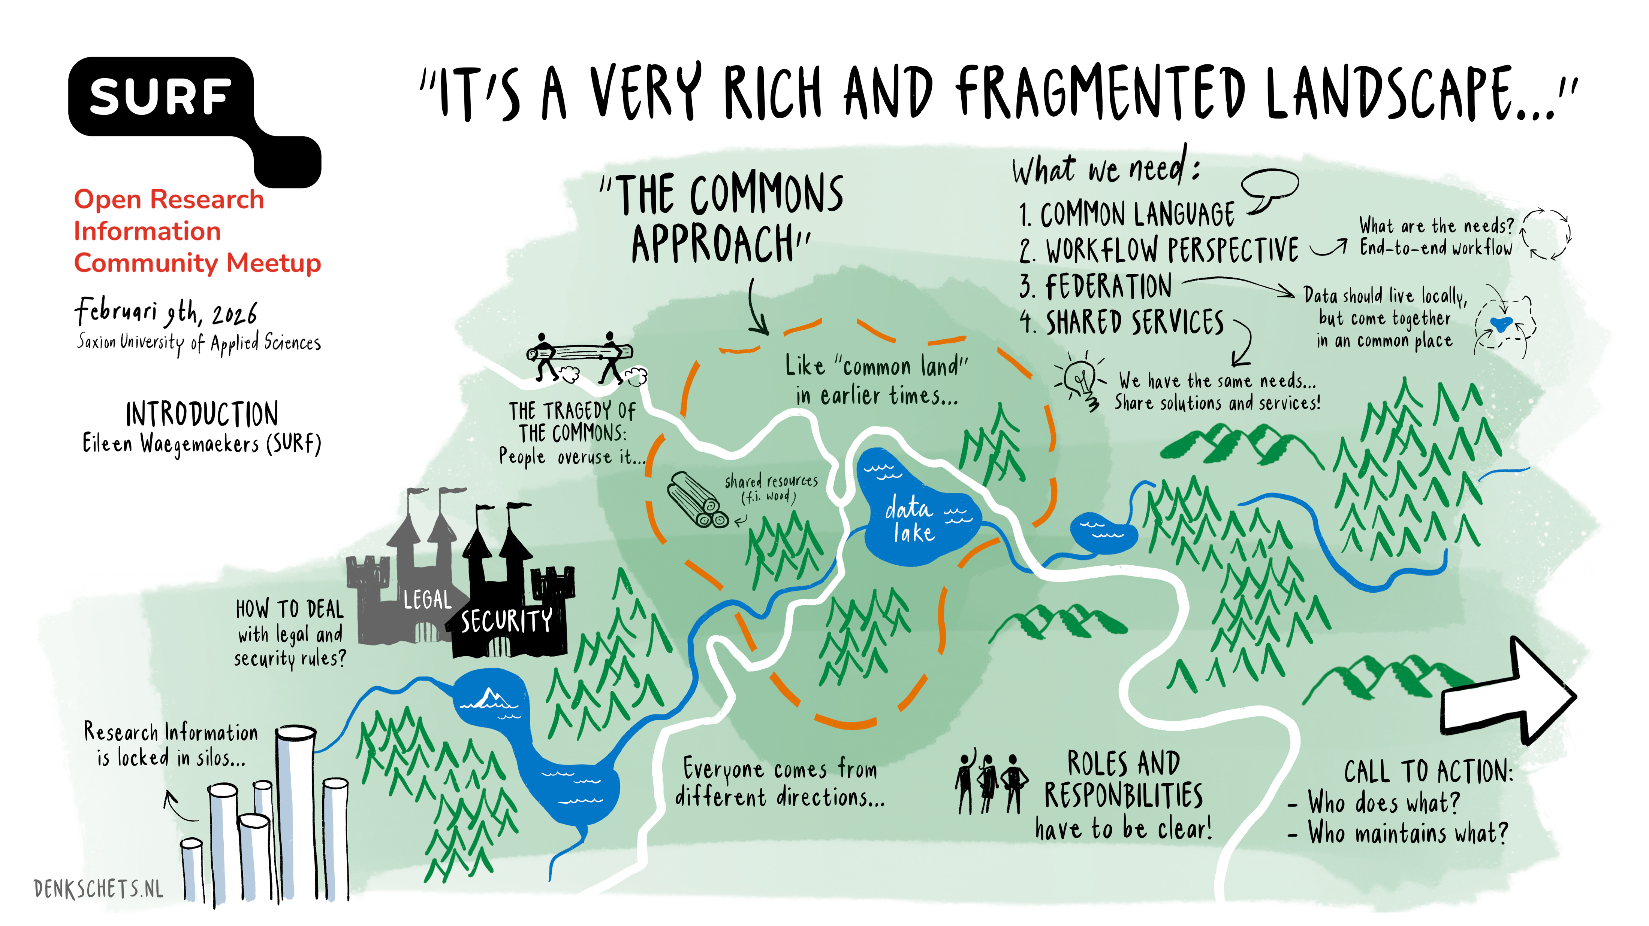 SURF
"IT'S A VERY RICH AND FRAGMENTED LANDSCAPE..."
Open Research
Information
Community Meetup
Februari 9th, 2026
Saxion University of Applied Sciences
INTRODUCTION
Eileen Waegemaekers (SURF)
"THE COMMONS
APPROACH"
What we need:
1. COMMON LANGUAGE
2. WORKFLOW PERSPECTIVE
What are the needs?
End-to-end workflow
3. FEDERATION
Data should live locally,
but come together
in an common place
4. SHARED SERVICES
We have the same needs...
Share solutions and services!
Like "common land"
in earlier times...
THE TRAGEDY OF
THE COMMONS:
People overuse it...
shared resources
(f.i. wood)
data
lake
LEGAL
SECURITY
HOW TO DEAL
with legal and
security rules?
Research Information
is locked in silos...
Everyone comes from
different directions...
ROLES AND
RESPONBILITIES
have to be clear!
CALL TO ACTION:
- Who does what?
- Who maintains what?
DENKSCHETS.NL